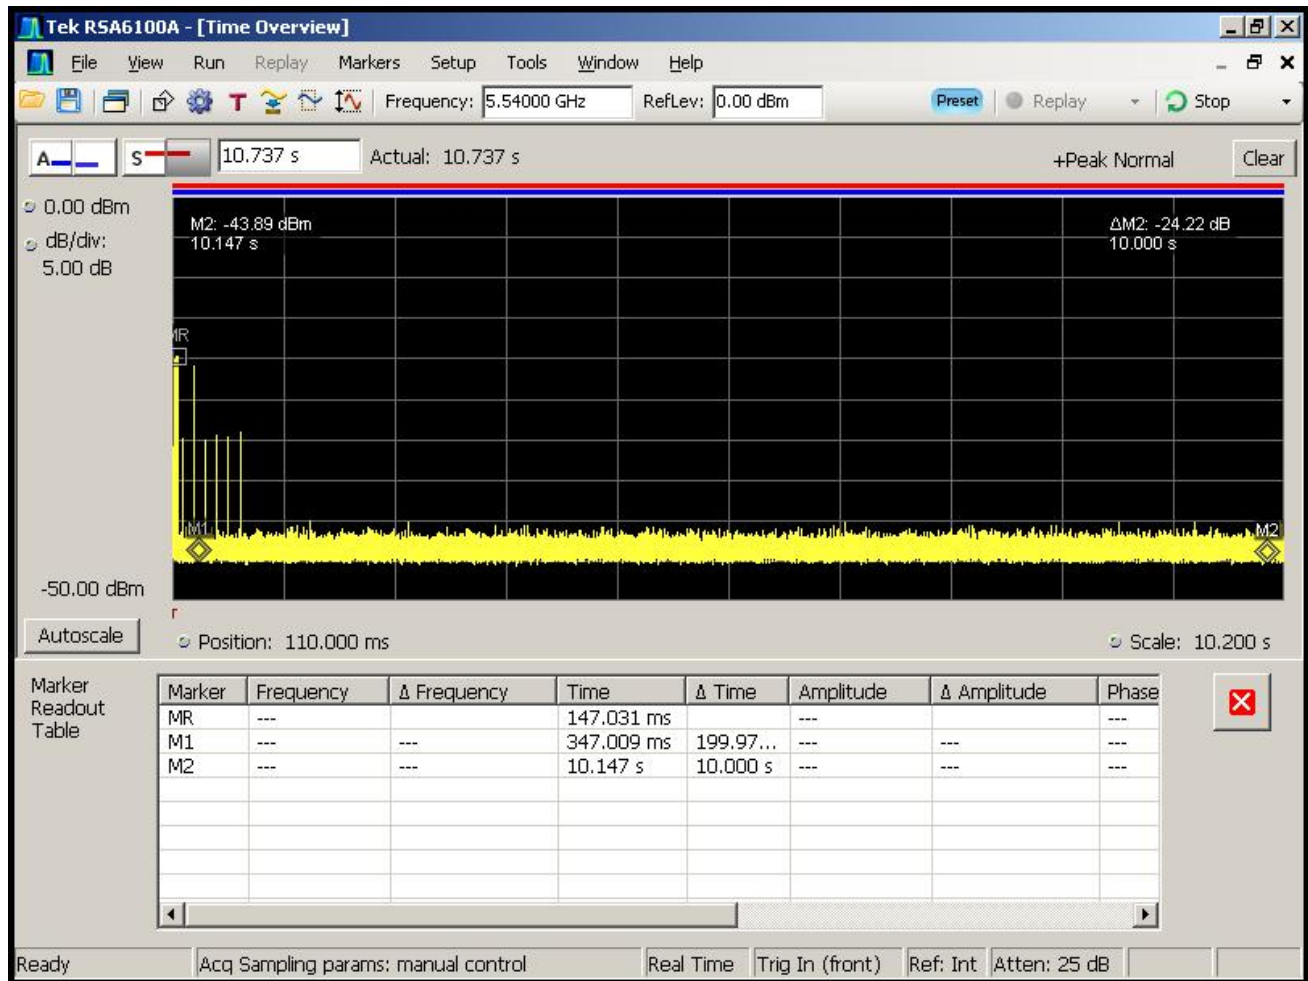 Tek RSA6100A - [Time Overview]
File View Run Replay Markers Setup Tools Window Help
T Frequency: 5.54000 GHz RefLev: 0.00 dBm Preset Replay Stop
A S 10.737 s Actual: 10.737 s +Peak Normal Clear
0.00 dBm
dB/div:
5.00 dB
M2: -43.89 dBm
10.147 s
ΔM2: -24.22 dB
10.000 s
MR
M1
M2
-50.00 dBm
Autoscale
Position: 110.000 ms Scale: 10.200 s
Marker
Readout
Table
Marker Frequency Δ Frequency Time Δ Time Amplitude Δ Amplitude Phase
MR --- 147.031 ms --- ---
M1 --- --- 347.009 ms 199.97... --- --- ---
M2 --- --- 10.147 s 10.000 s --- --- ---
Ready Acq Sampling params: manual control Real Time Trig In (front) Ref: Int Atten: 25 dB